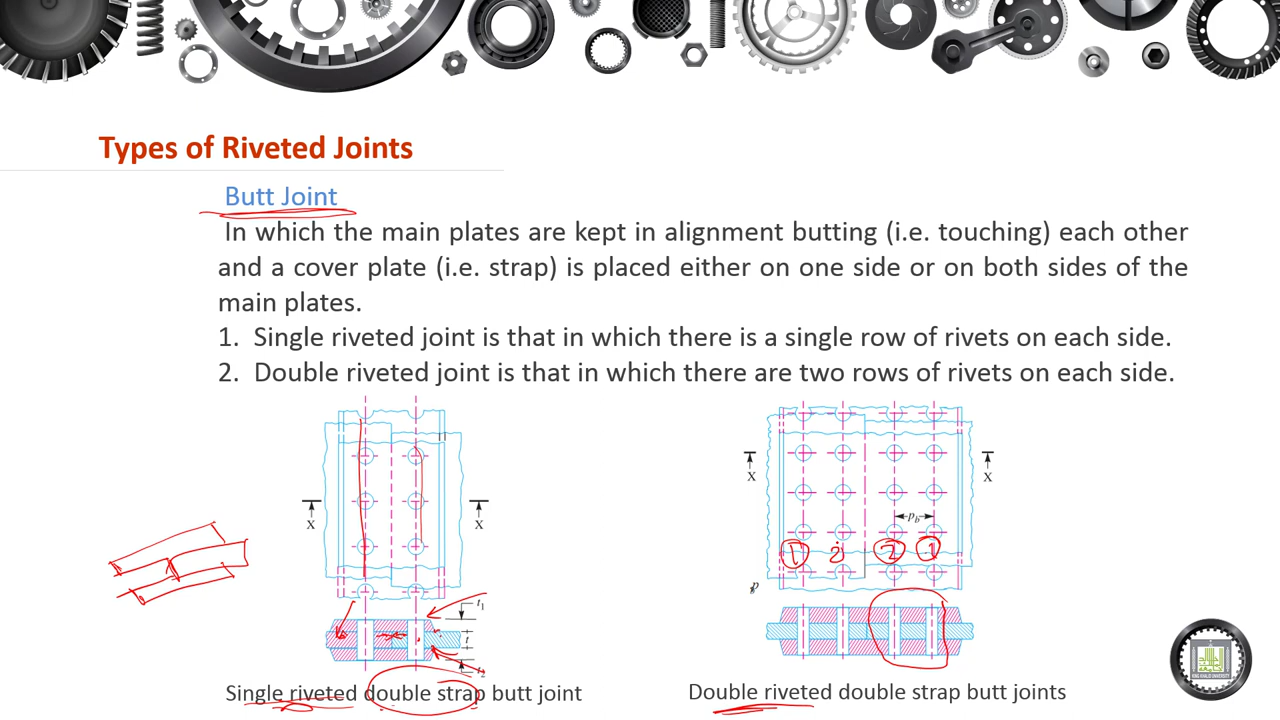 Types of Riveted Joints
Butt Joint
In which the main plates are kept in alignment butting (i.e. touching) each other
and a cover plate (i.e. strap) is placed either on one side or on both sides of the
main plates.
1. Single riveted joint is that in which there is a single row of rivets on each side.
2. Double riveted joint is that in which there are two rows of rivets on each side.
X X
X X
pb
1 2 2 1
p
t1
t
t2
Single riveted double strap butt joint
Double riveted double strap butt joints
KING KHALID UNIVERSITY